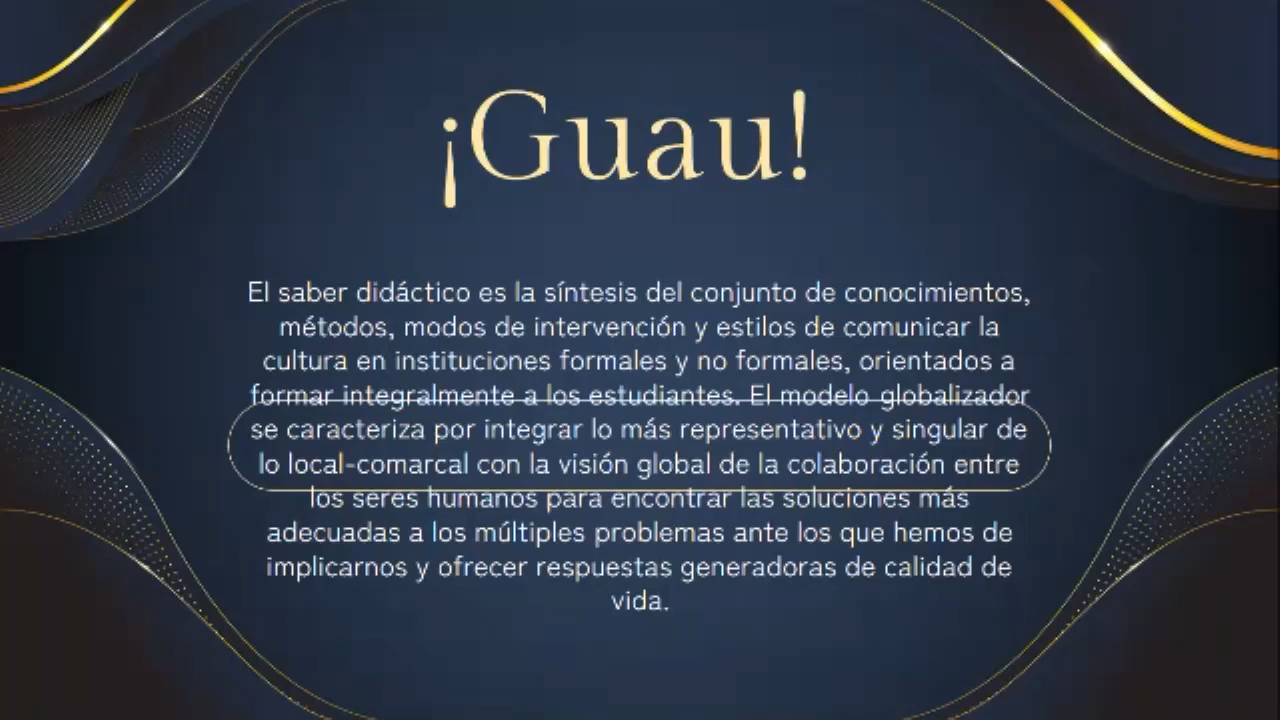 ¡Guau!
El saber didáctico es la síntesis del conjunto de conocimientos,
métodos, modos de intervención y estilos de comunicar la
cultura en instituciones formales y no formales, orientados a
formar integralmente a los estudiantes. El modelo globalizador
se caracteriza por integrar lo más representativo y singular de
lo local-comarcal con la visión global de la colaboración entre
los seres humanos para encontrar las soluciones más
adecuadas a los múltiples problemas ante los que hemos de
implicarnos y ofrecer respuestas generadoras de calidad de
vida.